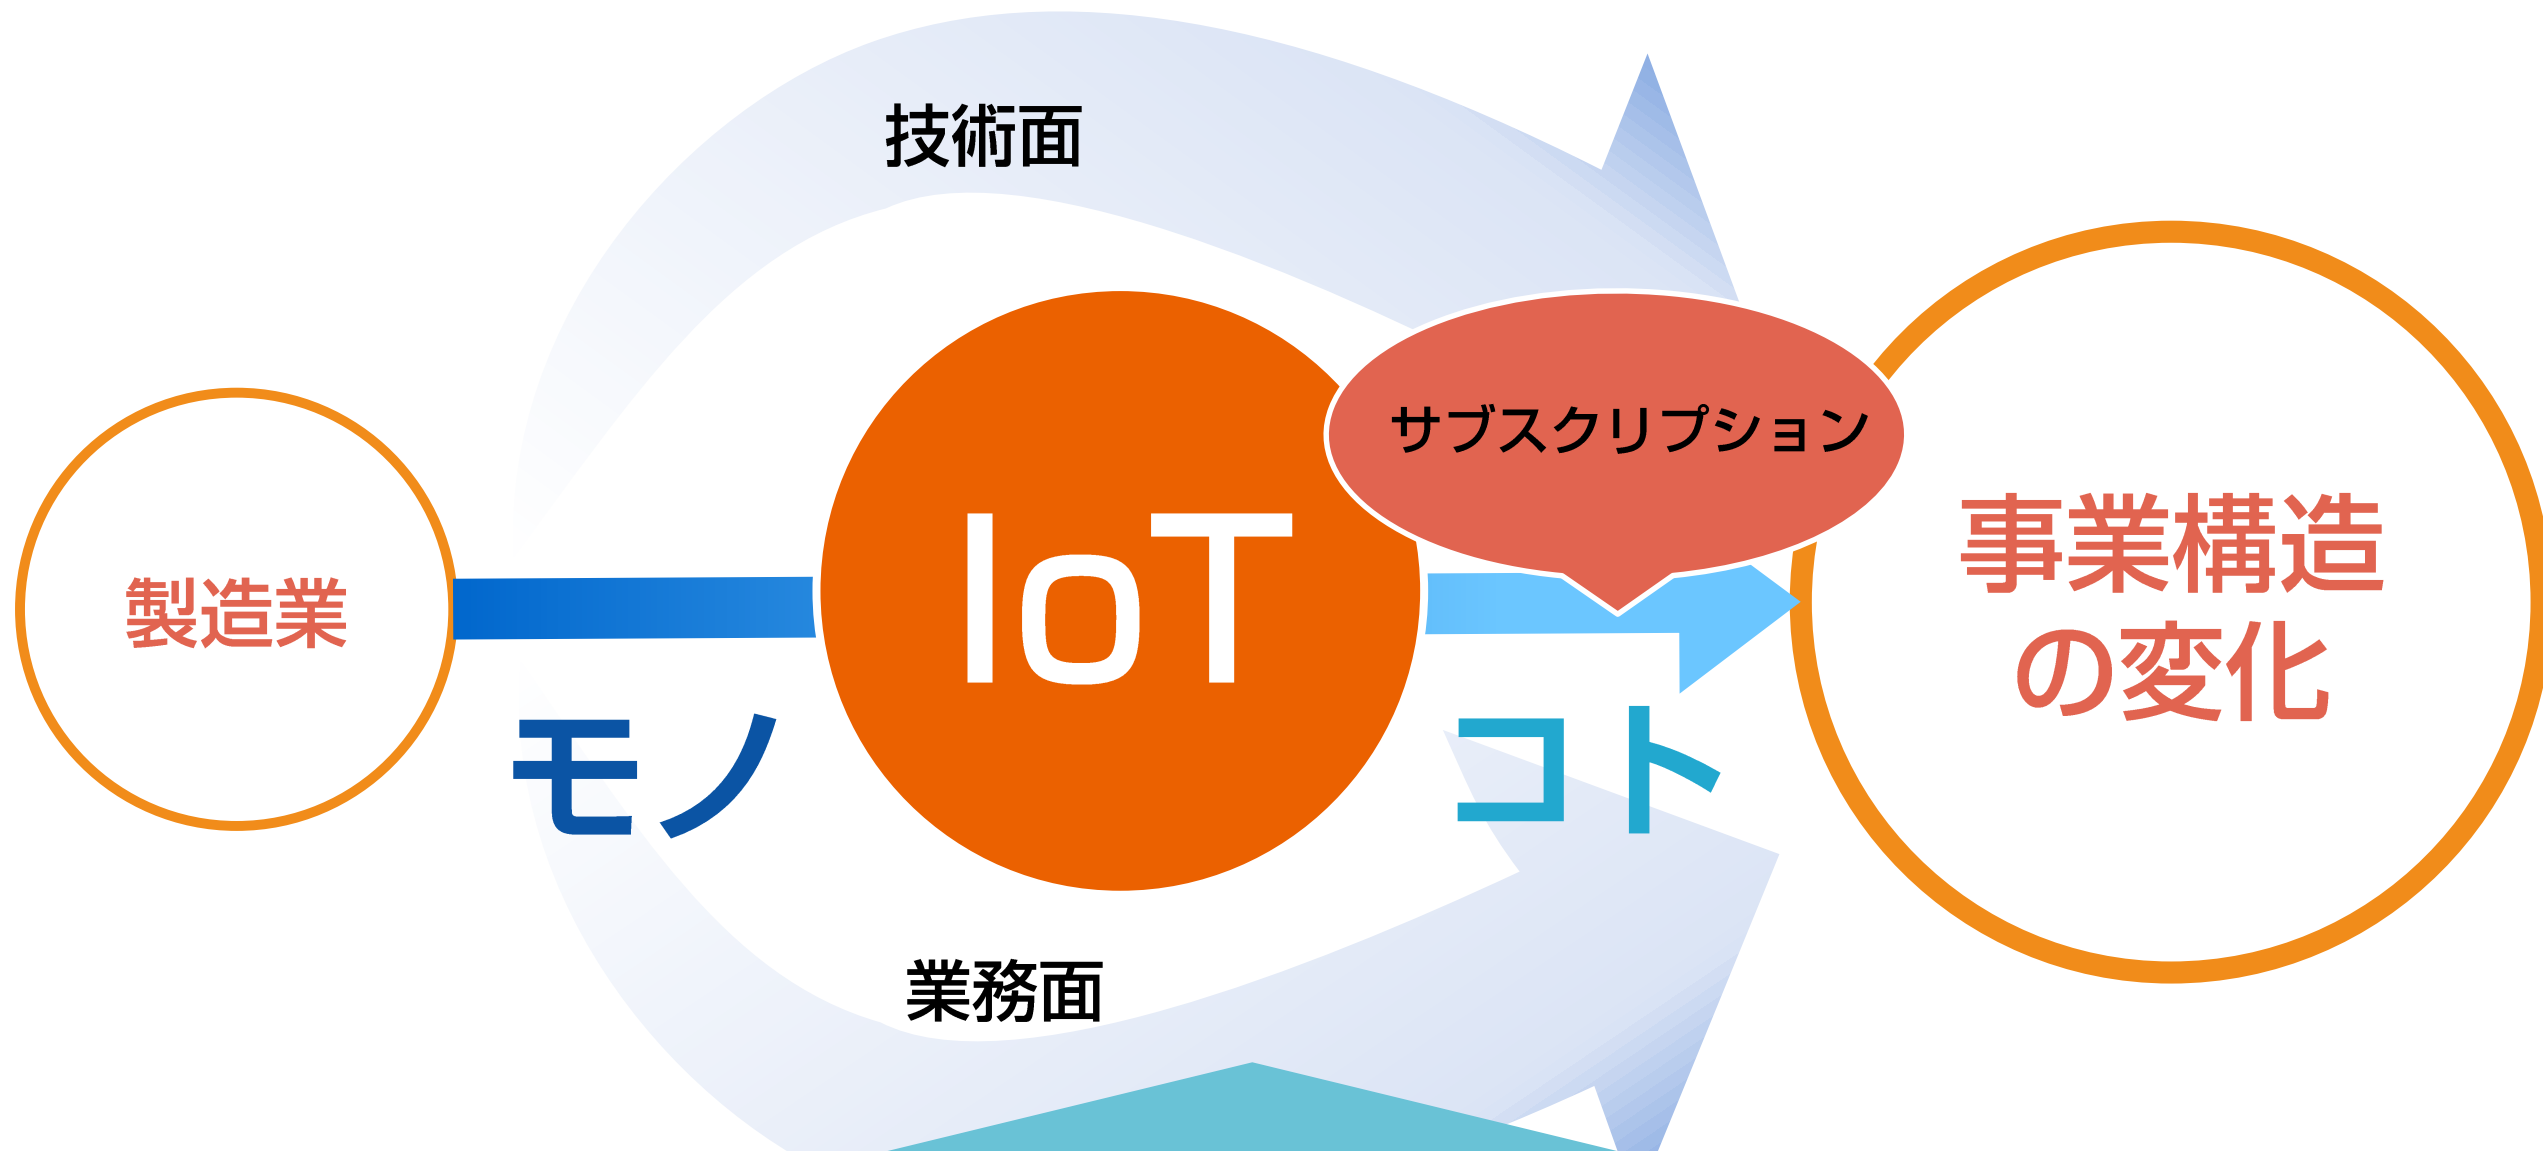 技術面
サブスクリプション
製造業
IoT
事業構造
の変化
モノ
コト
業務面